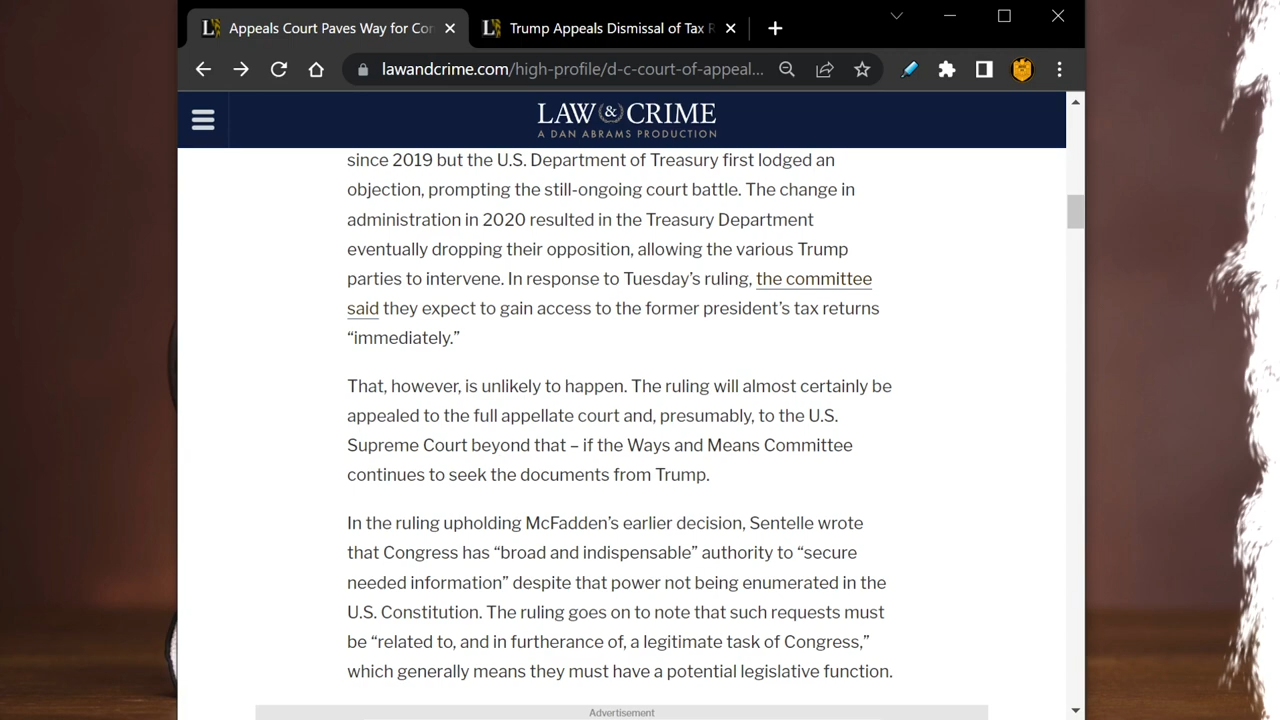 Appeals Court Paves Way for Con
Trump Appeals Dismissal of Tax R
lawandcrime.com/high-profile/d-c-court-of-appeal...
LAW & CRIME
A DAN ABRAMS PRODUCTION
since 2019 but the U.S. Department of Treasury first lodged an
objection, prompting the still-ongoing court battle. The change in
administration in 2020 resulted in the Treasury Department
eventually dropping their opposition, allowing the various Trump
parties to intervene. In response to Tuesday’s ruling, the committee
said they expect to gain access to the former president’s tax returns
“immediately.”
That, however, is unlikely to happen. The ruling will almost certainly be
appealed to the full appellate court and, presumably, to the U.S.
Supreme Court beyond that – if the Ways and Means Committee
continues to seek the documents from Trump.
In the ruling upholding McFadden’s earlier decision, Sentelle wrote
that Congress has “broad and indispensable” authority to “secure
needed information” despite that power not being enumerated in the
U.S. Constitution. The ruling goes on to note that such requests must
be “related to, and in furtherance of, a legitimate task of Congress,”
which generally means they must have a potential legislative function.
Advertisement